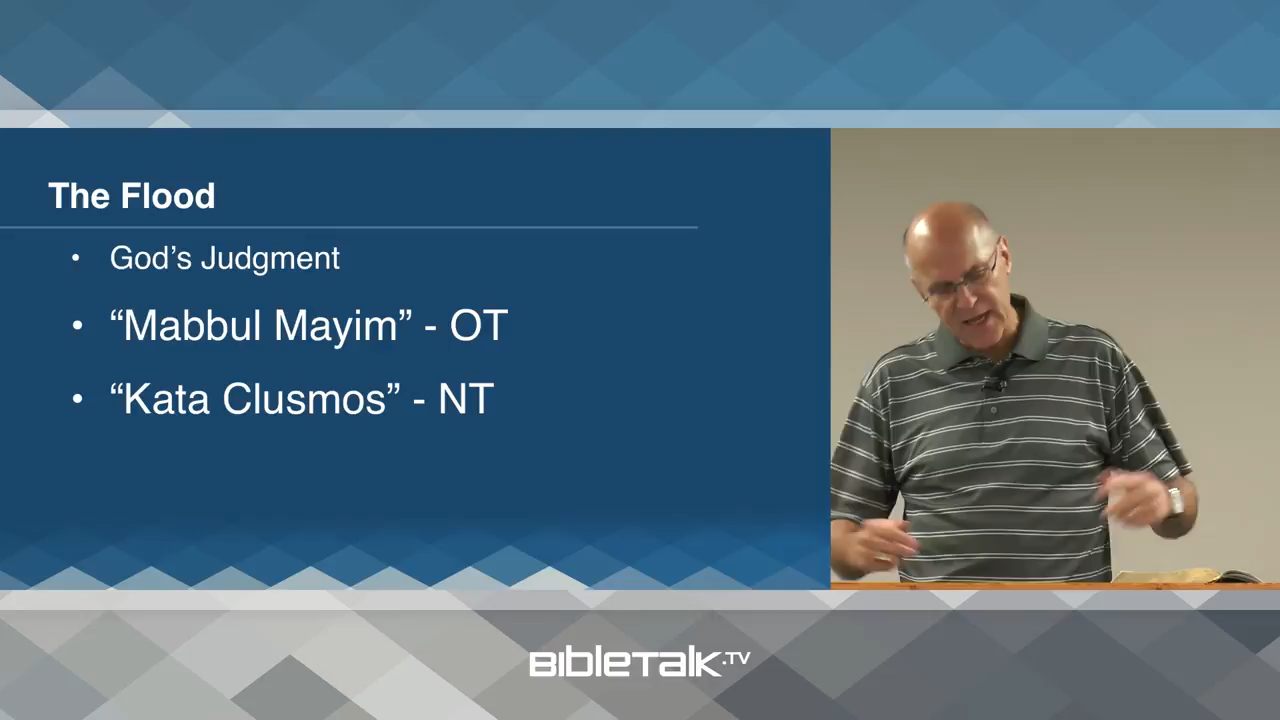 The Flood
• God’s Judgment
• “Mabbul Mayim” - OT
• “Kata Clusmos” - NT
BIBLETALK.TV